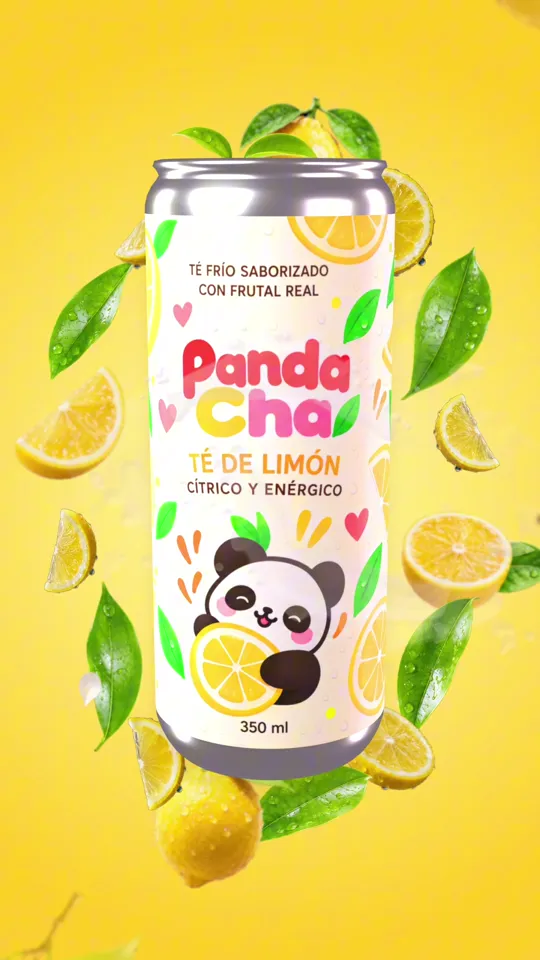 TÉ FRÍO SABORIZADO
CON FRUTAL REAL
Panda
Cha
TÉ DE LIMÓN
CÍTRICO Y ENÉRGICO
350 ml